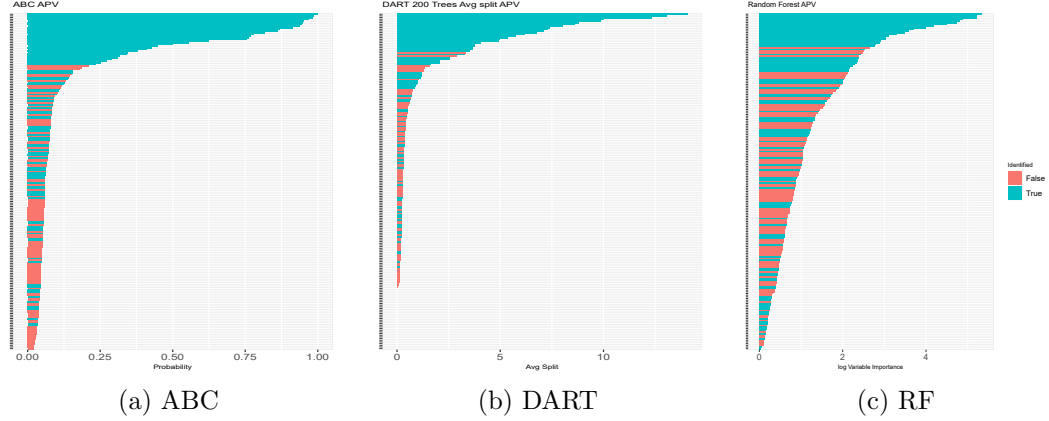 ABC APV
0.00 0.25 0.50 0.75 1.00
Probability
(a) ABC
DART 200 Trees Avg split APV
0 5 10
Avg Split
(b) DART
Random Forest APV
0 2 4
log Variable Importance
(c) RF
Identified
False
True